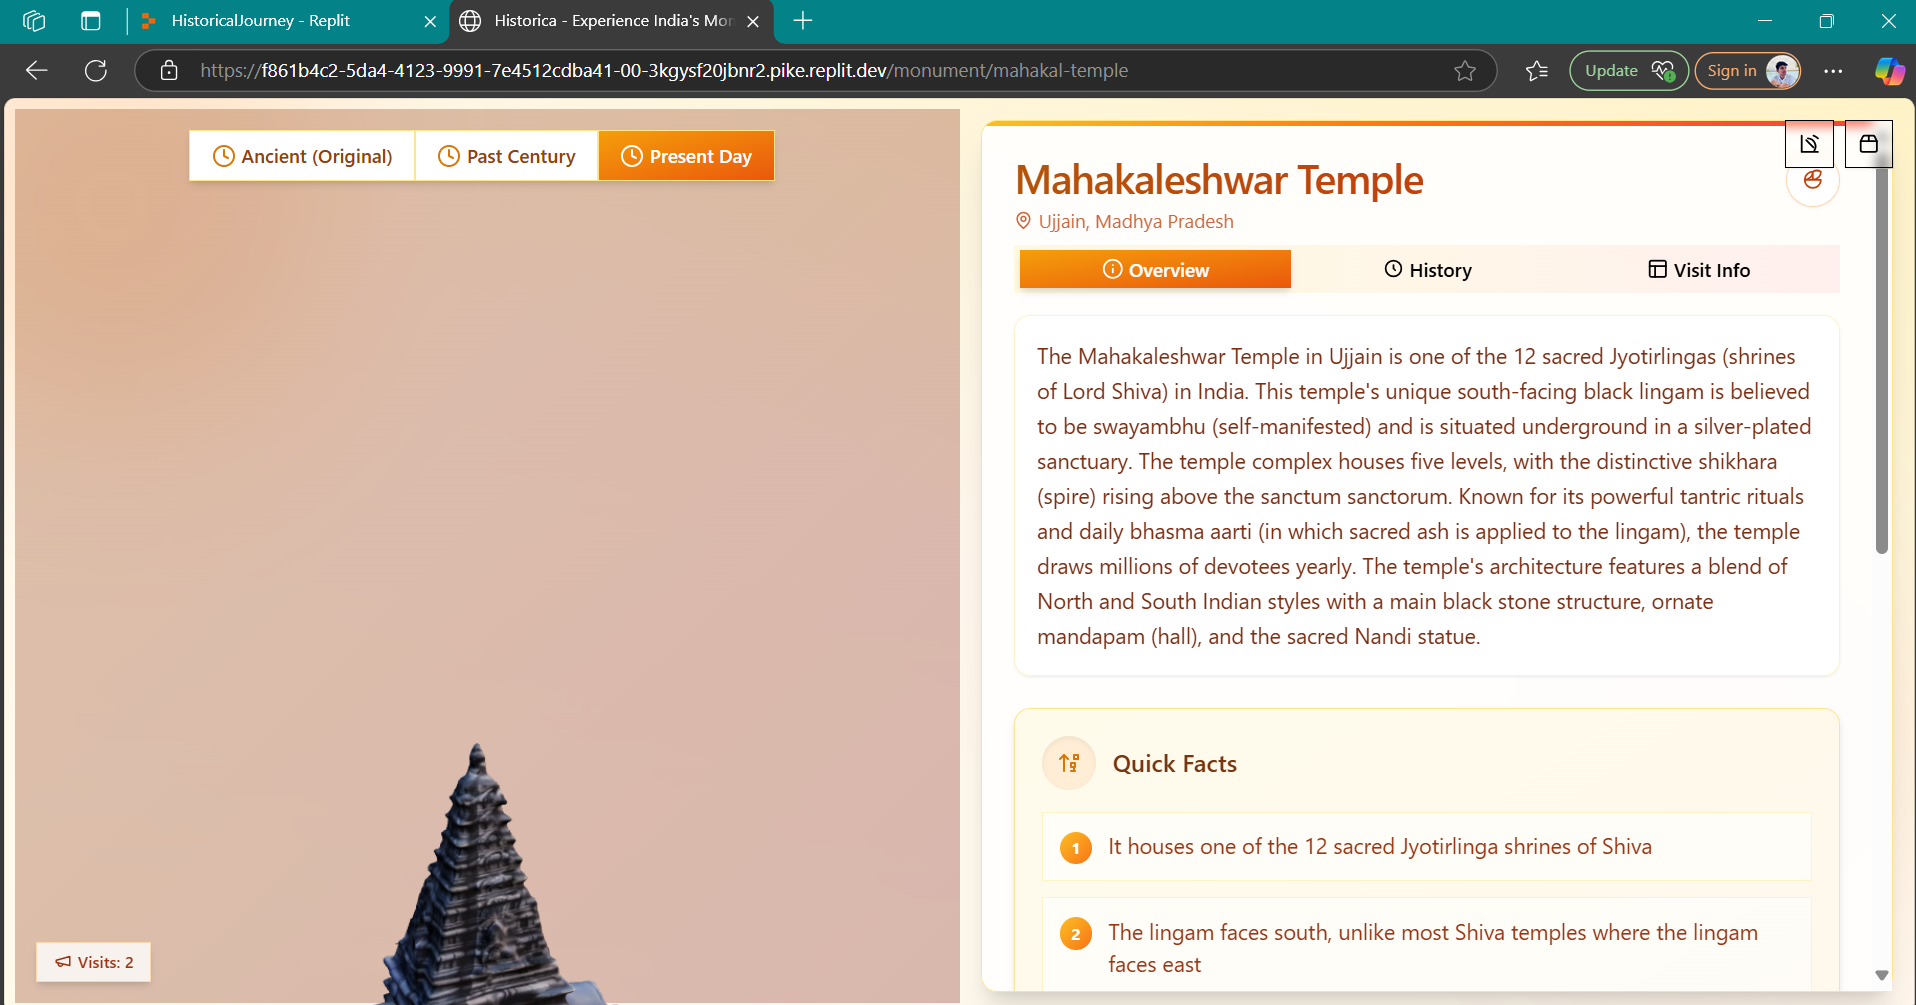 HistoricalJourney - Replit
Historica - Experience India's Mon
https://f861b4c2-5da4-4123-9991-7e4512cdba41-00-3kgysf20jbnr2.pike.replit.dev/monument/mahakal-temple
Update
Sign in
Ancient (Original)
Past Century
Present Day
Mahakaleshwar Temple
Ujjain, Madhya Pradesh
Overview
History
Visit Info
The Mahakaleshwar Temple in Ujjain is one of the 12 sacred Jyotirlingas (shrines
of Lord Shiva) in India. This temple's unique south-facing black lingam is believed
to be swayambhu (self-manifested) and is situated underground in a silver-plated
sanctuary. The temple complex houses five levels, with the distinctive shikhara
(spire) rising above the sanctum sanctorum. Known for its powerful tantric rituals
and daily bhasma aarti (in which sacred ash is applied to the lingam), the temple
draws millions of devotees yearly. The temple's architecture features a blend of
North and South Indian styles with a main black stone structure, ornate
mandapam (hall), and the sacred Nandi statue.
Quick Facts
1 It houses one of the 12 sacred Jyotirlinga shrines of Shiva
2 The lingam faces south, unlike most Shiva temples where the lingam
faces east
Visits: 2